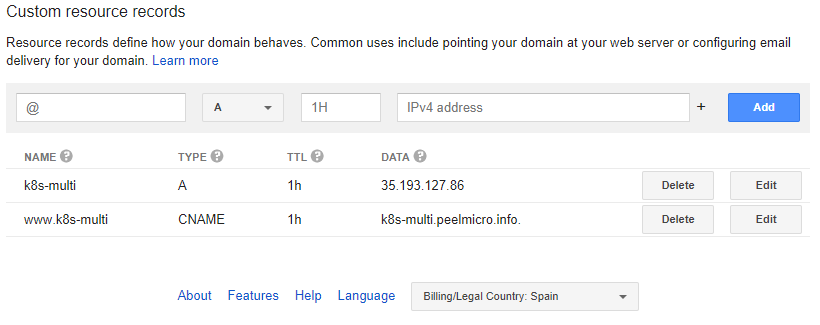 Custom resource records
Resource records define how your domain behaves. Common uses include pointing your domain at your web server or configuring email
delivery for your domain. Learn more
@ A 1H IPv4 address + Add
NAME ? TYPE ? TTL ? DATA ?
k8s-multi A 1h 35.193.127.86 Delete Edit
www.k8s-multi CNAME 1h k8s-multi.peelmicro.info. Delete Edit
About Features Help Language Billing/Legal Country: Spain